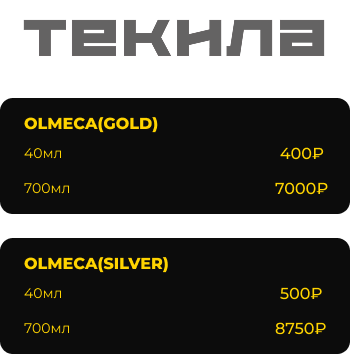 текила
OLMECA(GOLD)
40мл 400₽
700мл 7000₽
OLMECA(SILVER)
40мл 500₽
700мл 8750₽